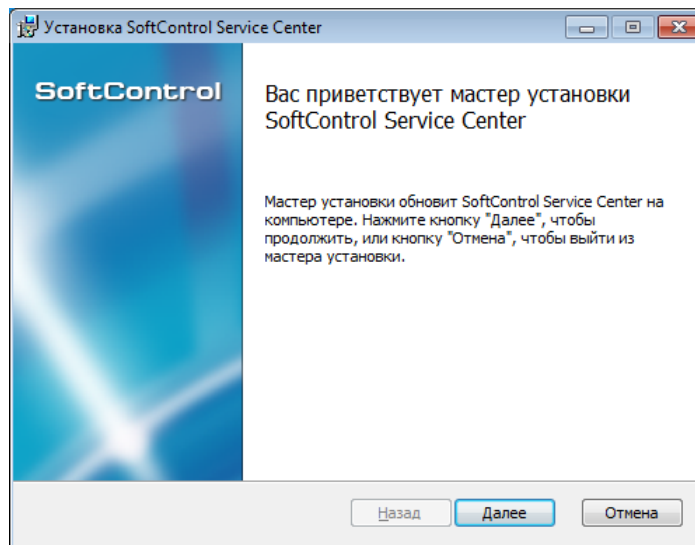 Установка SoftControl Service Center
SoftControl
Вас приветствует мастер установки
SoftControl Service Center
Мастер установки обновит SoftControl Service Center на
компьютере. Нажмите кнопку "Далее", чтобы
продолжить, или кнопку "Отмена", чтобы выйти из
мастера установки.
Назад
Далее
Отмена